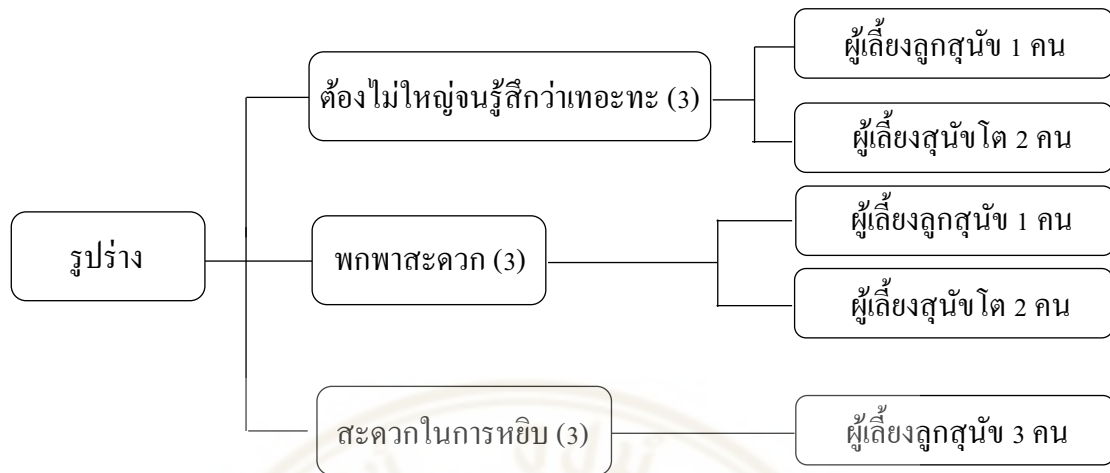 ผู้เลี้ยงลูกสุนัข 1 คน
ต้องไม่ใหญ่จนรู้สึกว่าเทอะทะ (3)
ผู้เลี้ยงสุนัขโต 2 คน
ผู้เลี้ยงลูกสุนัข 1 คน
รูปร่าง
พกพาสะดวก (3)
ผู้เลี้ยงสุนัขโต 2 คน
สะดวกในการหยิบ (3)
ผู้เลี้ยงลูกสุนัข 3 คน